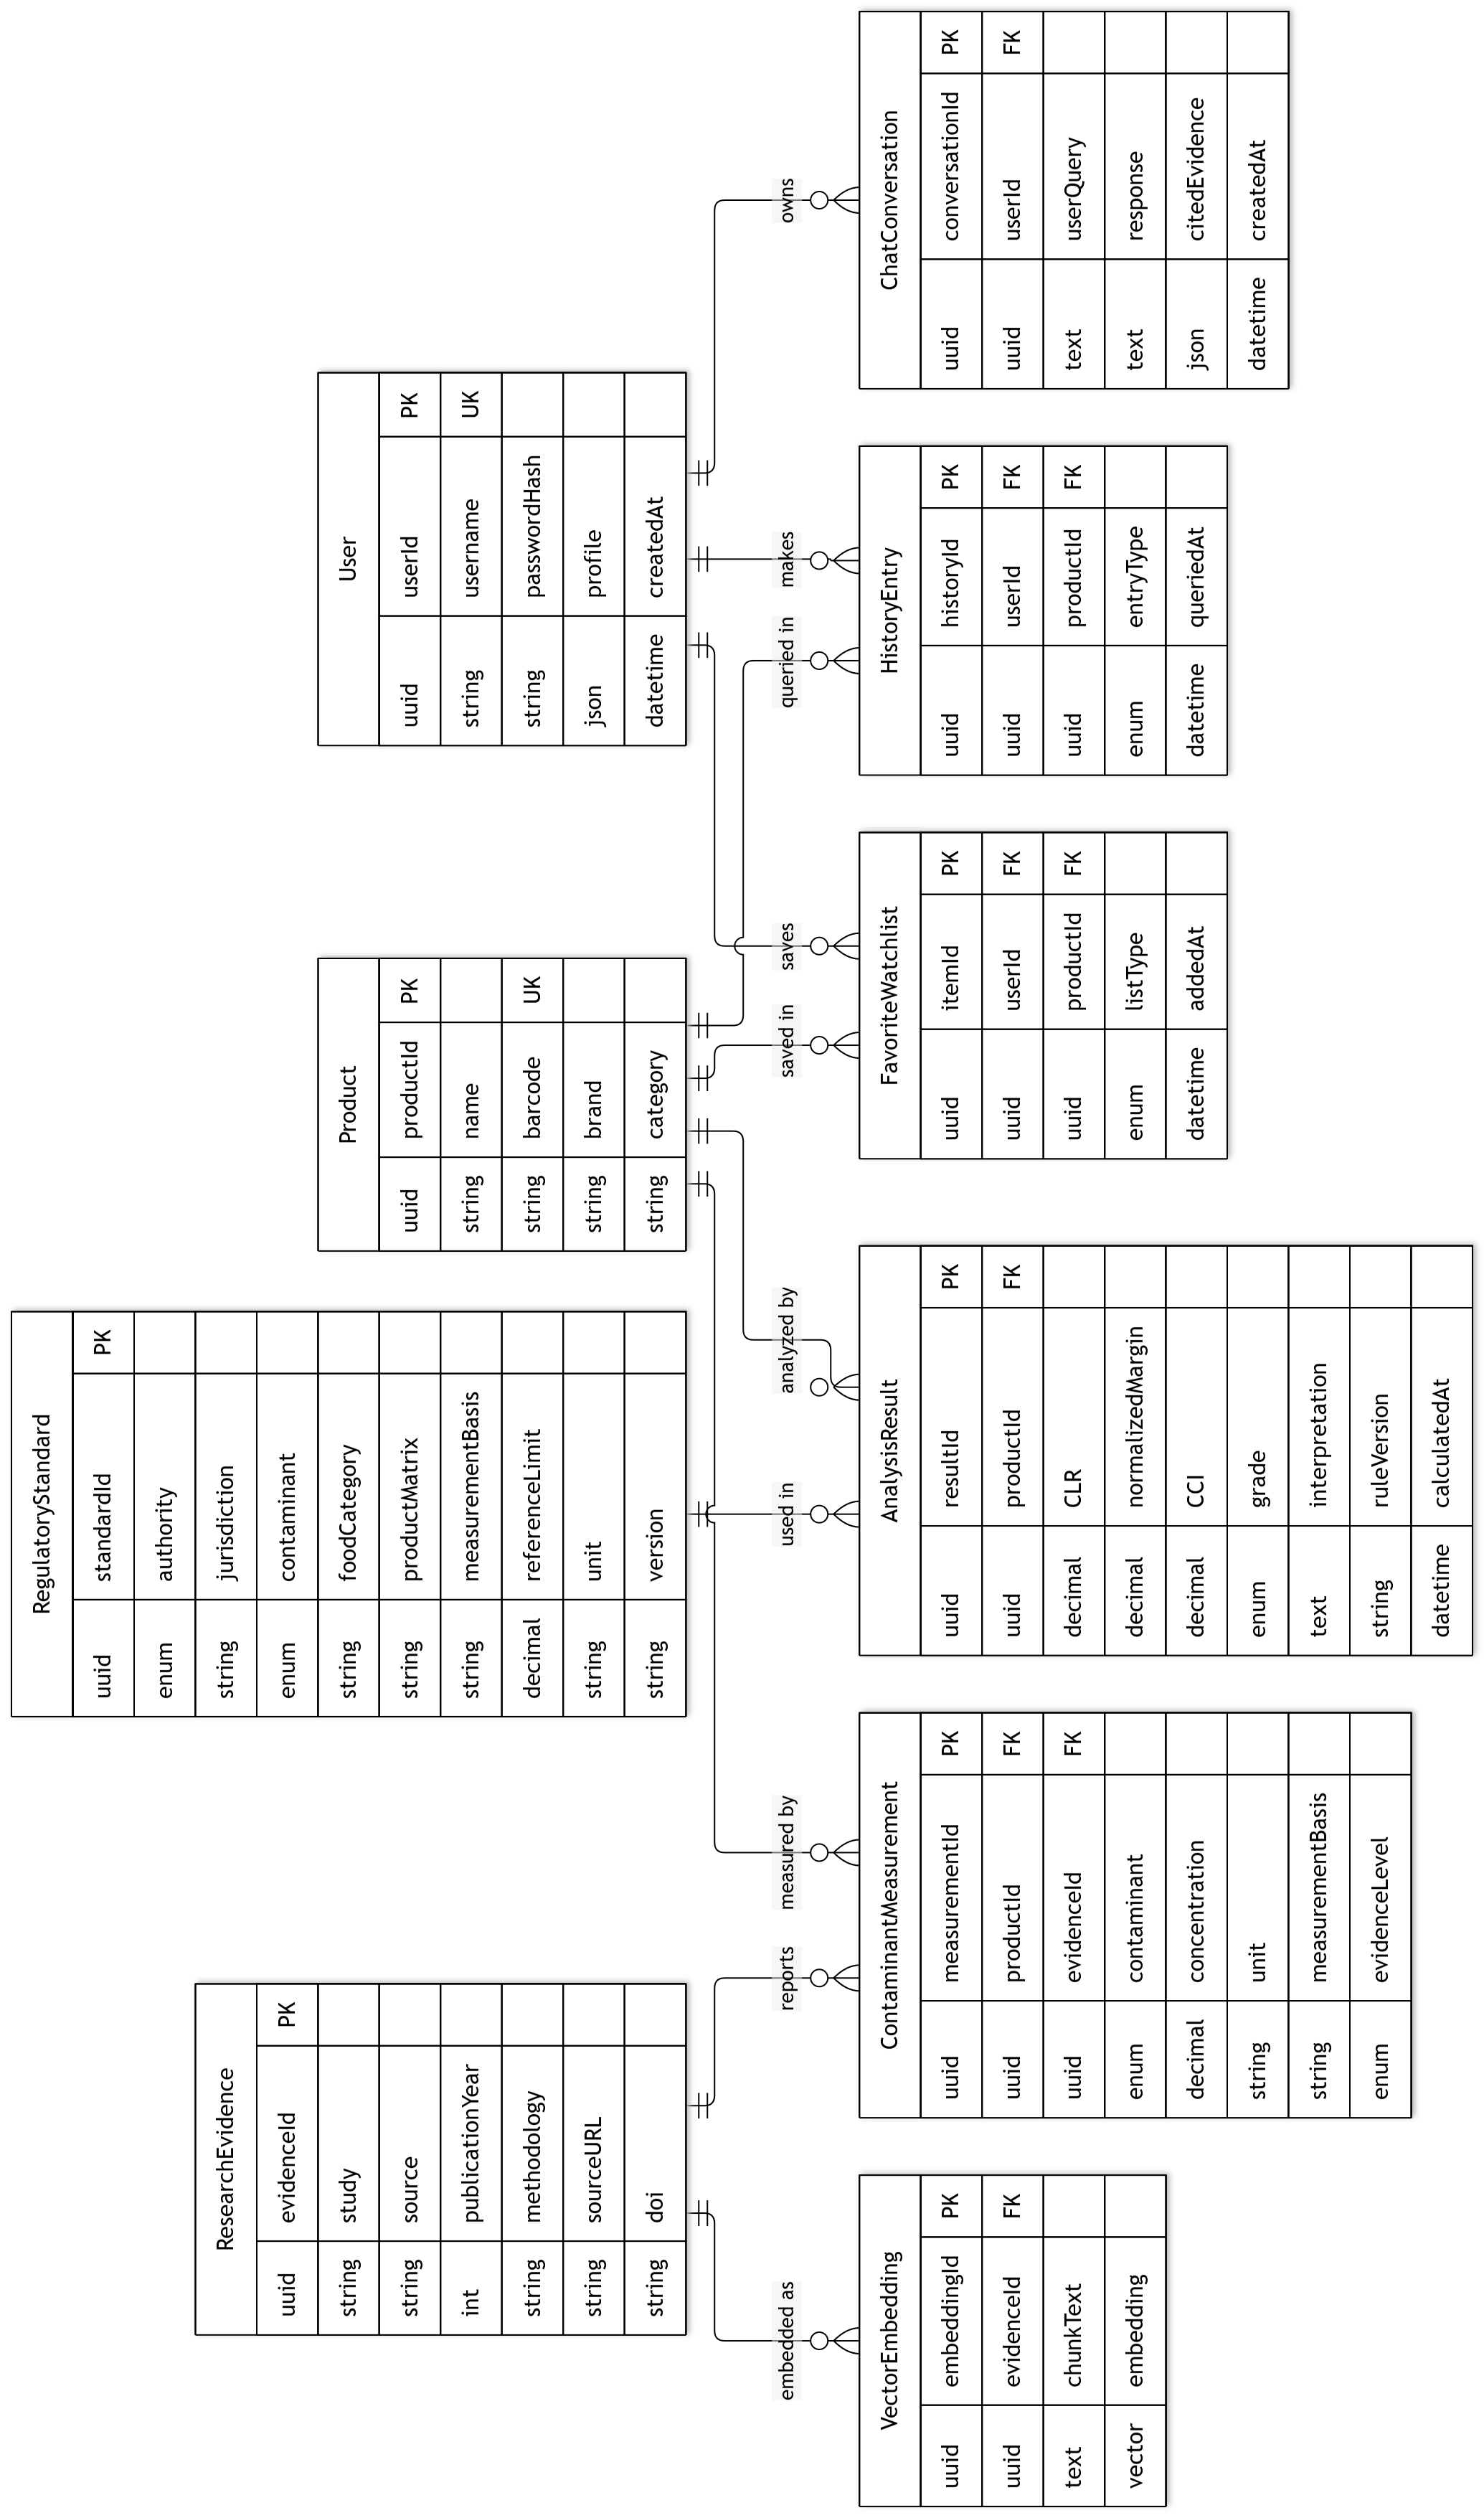 ResearchEvidence
uuid evidenceId PK
string study
string source
int publicationYear
string methodology
string sourceURL
string doi
RegulatoryStandard
uuid standardId PK
enum authority
string jurisdiction
enum contaminant
string foodCategory
string productMatrix
string measurementBasis
decimal referenceLimit
string unit
string version
Product
uuid productId PK
string name
string barcode UK
string brand
string category
User
uuid userId PK
string username UK
string passwordHash
json profile
datetime createdAt
embedded as
reports
measured by
used in
analyzed by
saved in
saves
queried in
makes
owns
VectorEmbedding
uuid embeddingId PK
uuid evidenceId FK
text chunkText
vector embedding
ContaminantMeasurement
uuid measurementId PK
uuid productId FK
uuid evidenceId FK
enum contaminant
decimal concentration
string unit
string measurementBasis
enum evidenceLevel
AnalysisResult
uuid resultId PK
uuid productId FK
decimal CLR
decimal normalizedMargin
decimal CCI
enum grade
text interpretation
string ruleVersion
datetime calculatedAt
FavoriteWatchlist
uuid itemId PK
uuid userId FK
uuid productId FK
enum listType
datetime addedAt
HistoryEntry
uuid historyId PK
uuid userId FK
uuid productId FK
enum entryType
datetime queriedAt
ChatConversation
uuid conversationId PK
uuid userId FK
text userQuery
text response
json citedEvidence
datetime createdAt